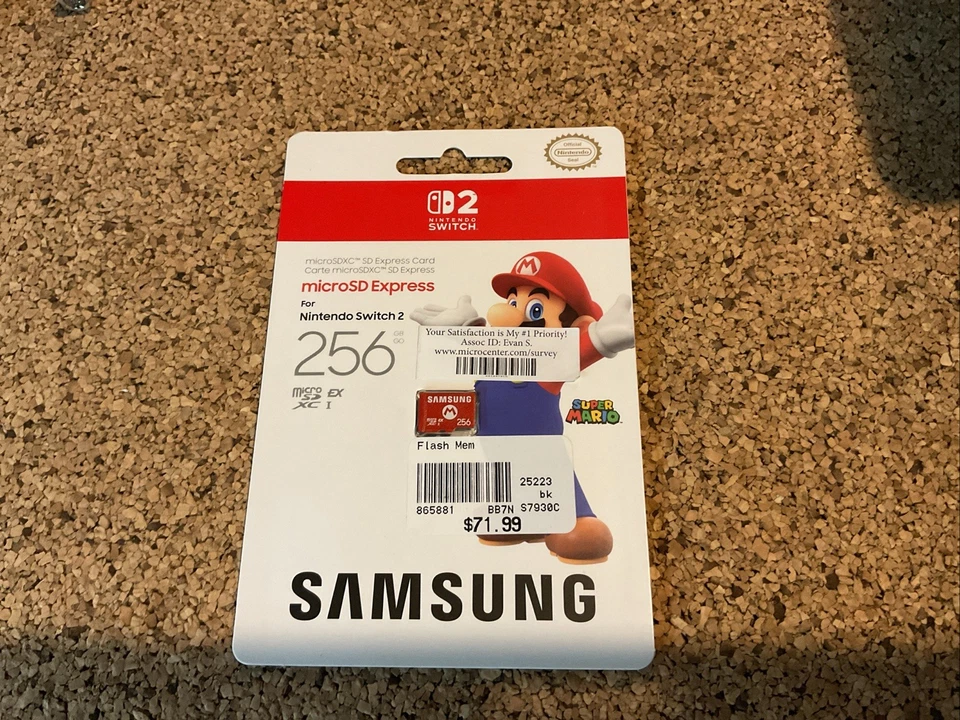 Official
Nintendo
Seal
2
NINTENDO
SWITCH
microSDXC™ SD Express Card
Carte microSDXC™ SD Express
microSD Express
For
Nintendo Switch 2
256 GB
GO
micro
SD EX
XC I
M
Your Satisfaction is My #1 Priority!
Assoc ID: Evan S.
www.microcenter.com/survey
SAMSUNG
M
256
SUPER
MARIO™
Flash Mem
25223
bk
865881 BB7N S7930C
$71.99
SAMSUNG